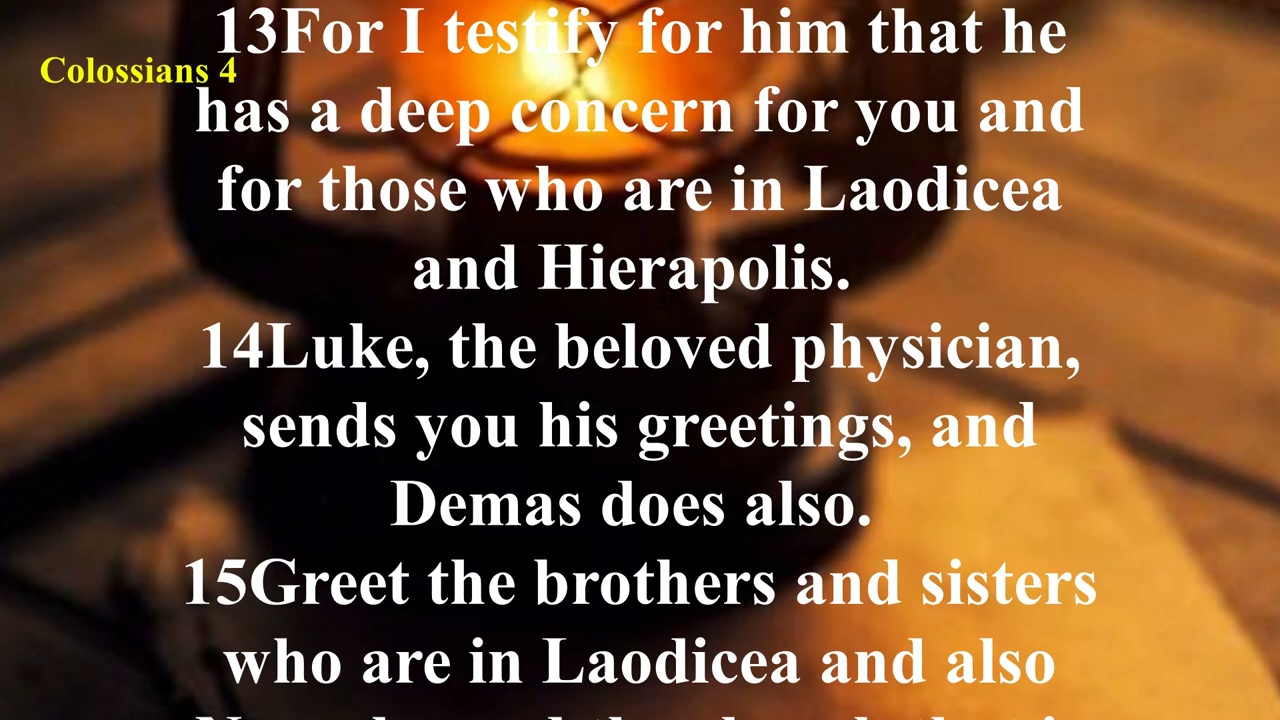 13For I testify for him that he
Colossians 4
has a deep concern for you and
for those who are in Laodicea
and Hierapolis.
14Luke, the beloved physician,
sends you his greetings, and
Demas does also.
15Greet the brothers and sisters
who are in Laodicea and also